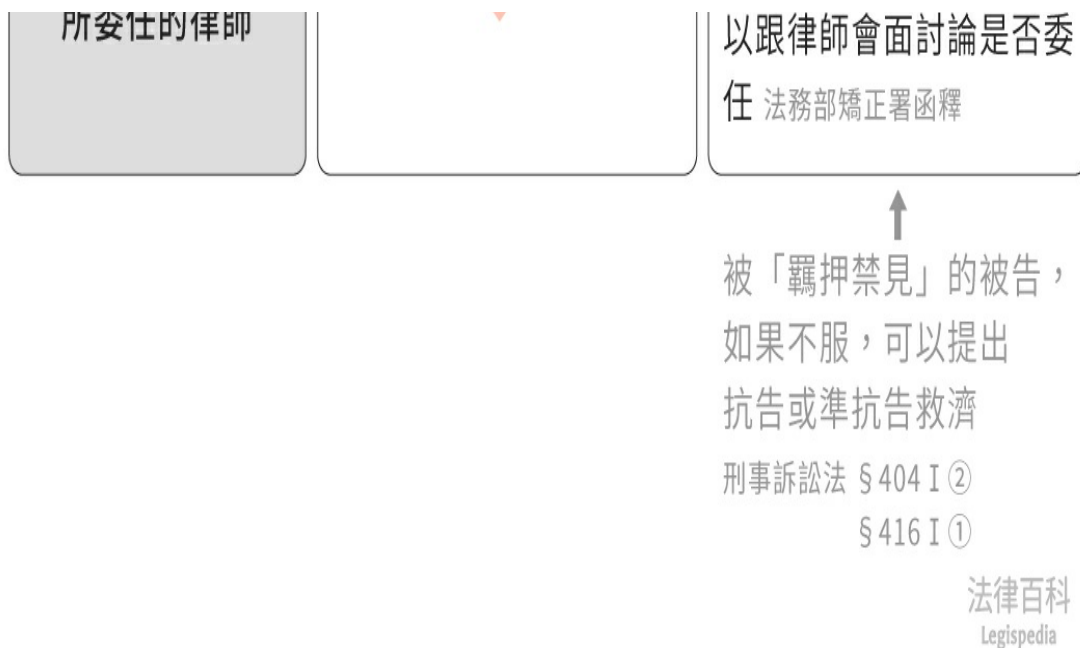 所委任的律師
以跟律師會面討論是否委
任 法務部矯正署函釋
被「羈押禁見」的被告，
如果不服，可以提出
抗告或準抗告救濟
刑事訴訟法 §404 I ②
§416 I ①
法律百科
Legispedia